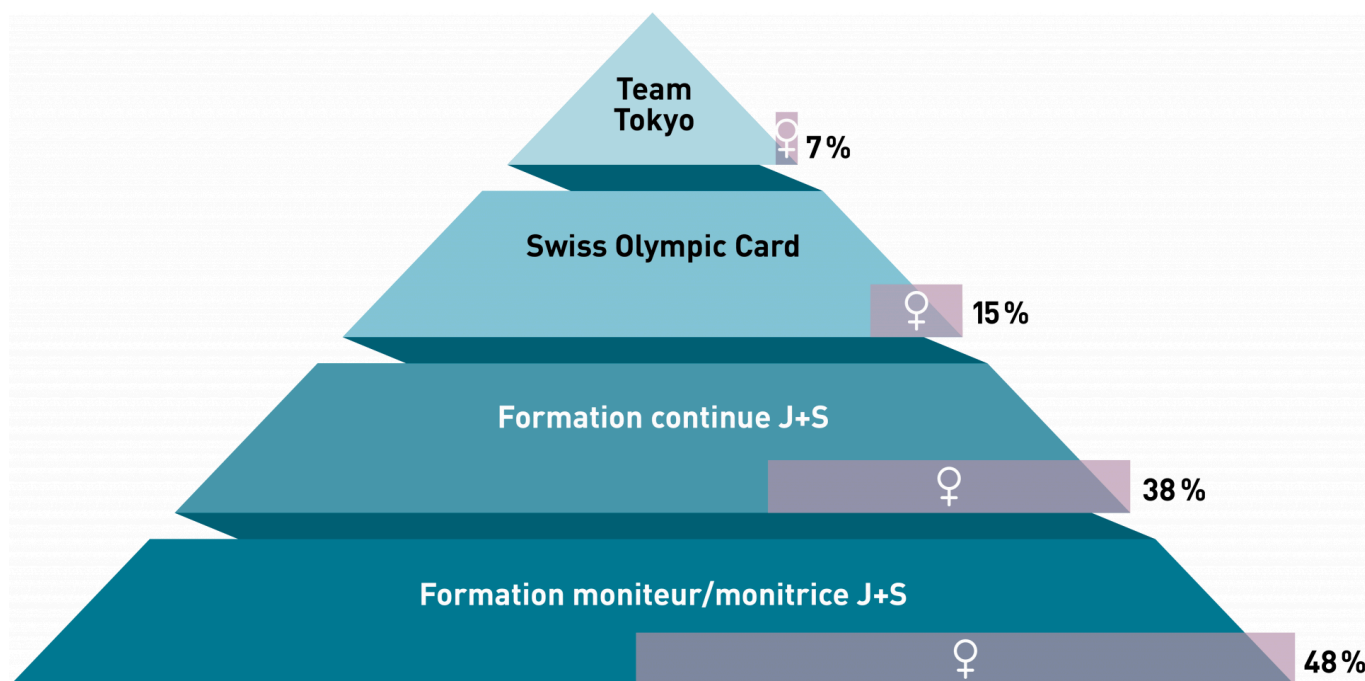 Team
Tokyo
♀ 7 %
Swiss Olympic Card
♀ 15 %
Formation continue J+S
♀ 38 %
Formation moniteur/monitrice J+S
♀ 48 %